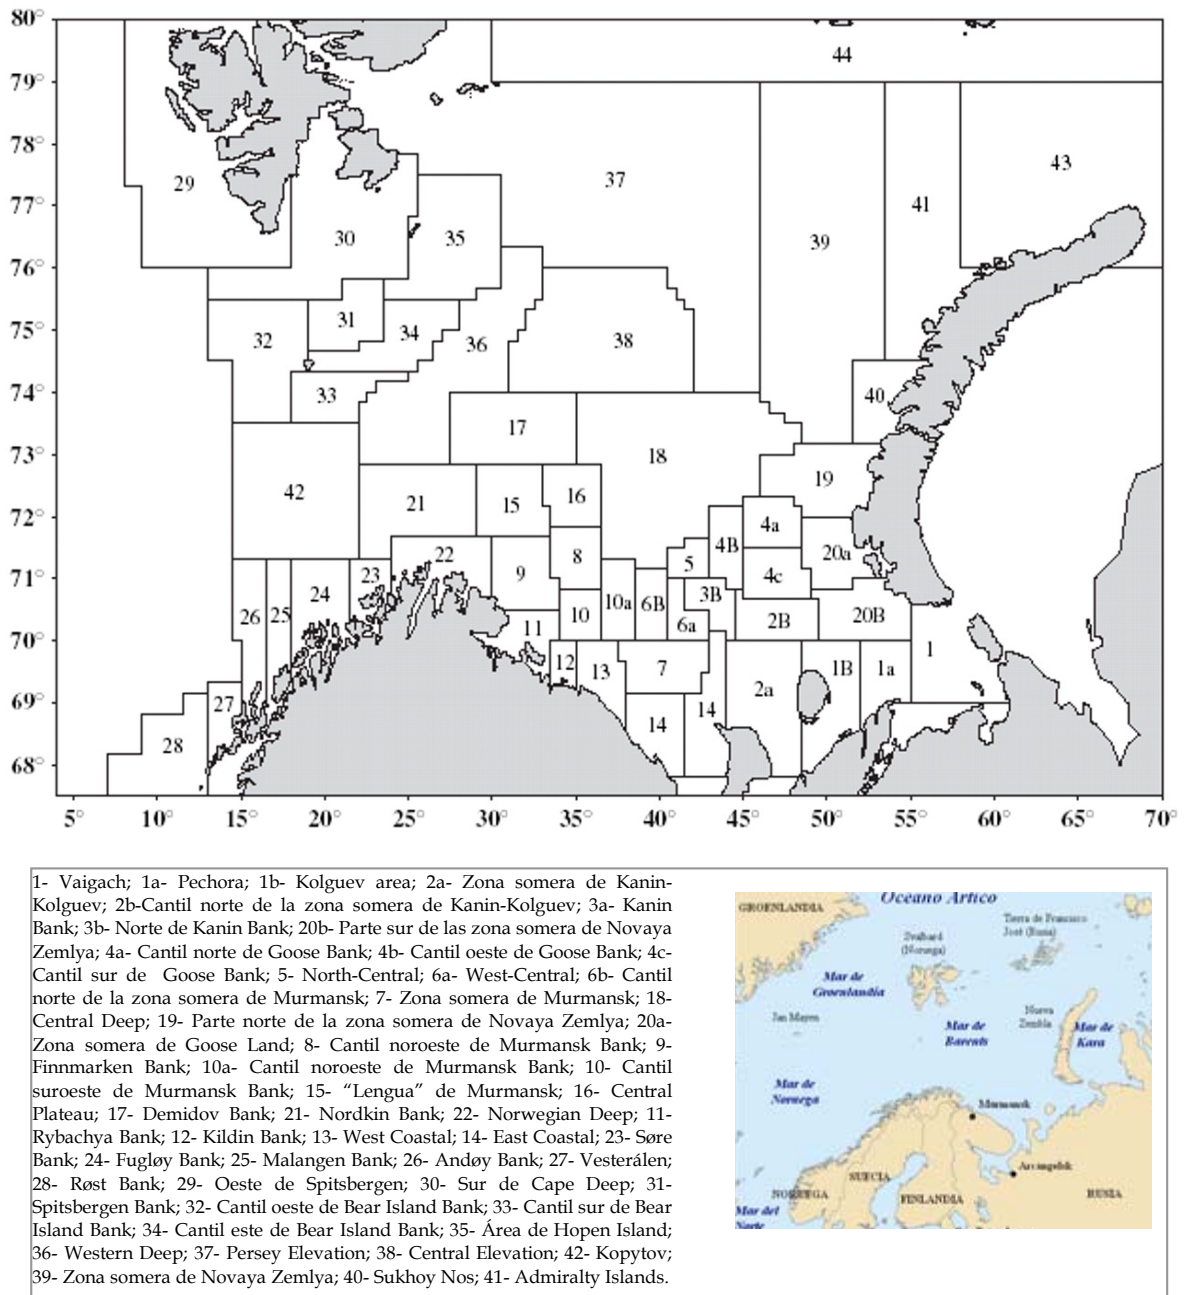 80°
79°
78°
77°
76°
75°
74°
73°
72°
71°
70°
69°
68°
44
43
29
37
41
30
35
39
31
32
34
36
38
33
40
17
18
19
42
21
15
16
4a
22
8
5
4B
20a
23
9
4c
24
10a
6B
3B
26
25
10
6a
2B
20B
11
1
12
13
7
1B
1a
27
14
14
2a
28
5° 10° 15° 20° 25° 30° 35° 40° 45° 50° 55° 60° 65° 70°
1- Vaigach; 1a- Pechora; 1b- Kolguev area; 2a- Zona somera de Kanin-
Kolguev; 2b-Cantil norte de la zona somera de Kanin-Kolguev; 3a- Kanin
Bank; 3b- Norte de Kanin Bank; 20b- Parte sur de las zona somera de Novaya
Zemlya; 4a- Cantil norte de Goose Bank; 4b- Cantil oeste de Goose Bank; 4c-
Cantil sur de Goose Bank; 5- North-Central; 6a- West-Central; 6b- Cantil
norte de la zona somera de Murmansk; 7- Zona somera de Murmansk; 18-
Central Deep; 19- Parte norte de la zona somera de Novaya Zemlya; 20a-
Zona somera de Goose Land; 8- Cantil noroeste de Murmansk Bank; 9-
Finnmarken Bank; 10a- Cantil noroeste de Murmansk Bank; 10- Cantil
suroeste de Murmansk Bank; 15- “Lengua” de Murmansk; 16- Central
Plateau; 17- Demidov Bank; 21- Nordkin Bank; 22- Norwegian Deep; 11-
Rybachya Bank; 12- Kildin Bank; 13- West Coastal; 14- East Coastal; 23- Søre
Bank; 24- Fugløy Bank; 25- Malangen Bank; 26- Andøy Bank; 27- Vesterálen;
28- Røst Bank; 29- Oeste de Spitsbergen; 30- Sur de Cape Deep; 31-
Spitsbergen Bank; 32- Cantil oeste de Bear Island Bank; 33- Cantil sur de Bear
Island Bank; 34- Cantil este de Bear Island Bank; 35- Área de Hopen Island;
36- Western Deep; 37- Persey Elevation; 38- Central Elevation; 42- Kopytov;
39- Zona somera de Novaya Zemlya; 40- Sukhoy Nos; 41- Admiralty Islands.
Océano Artico
GROENLANDIA
Tierra de Francisco
José (Rusia)
Svalbard
(Noruega)
Mar de
Groenlandia
Jan Mayen
Nueva
Zembla
Mar de
Barents
Mar de
Kara
Mar de
Noruega
Murmansk
Arcangelsk
SUECIA
NORUEGA
FINLANDIA
RUSIA
Mar del
Norte